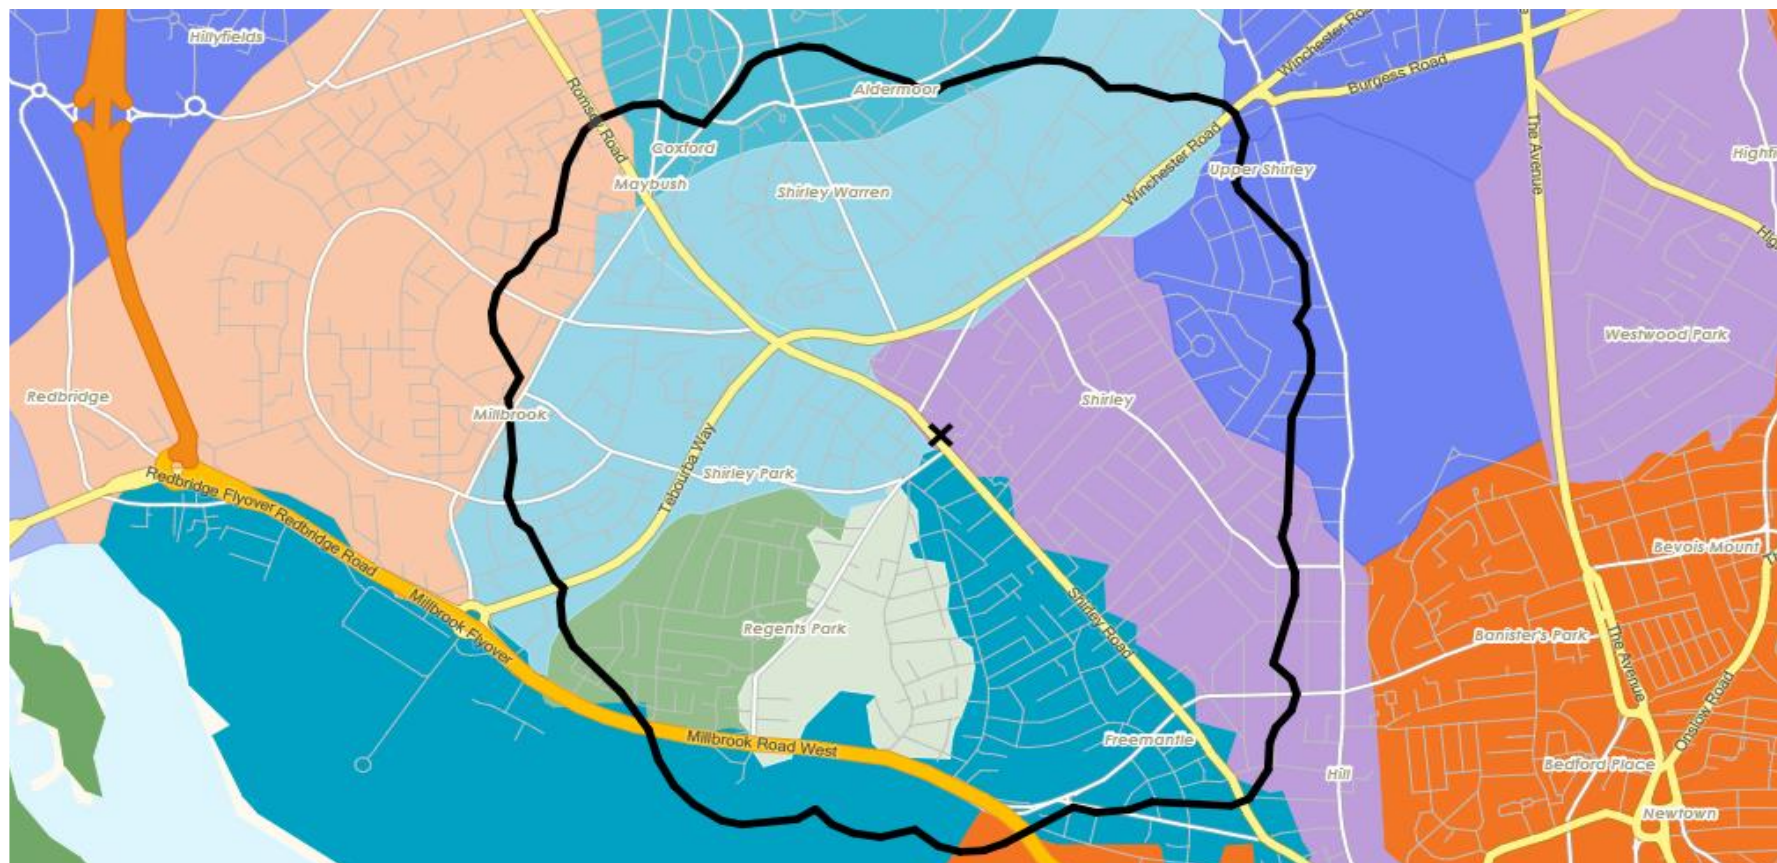 Hillyfields
Winchester Road
Burgess Road
Romsey Road
Aldermoor
The Avenue
Coxford
Highfi
Maybush
Shirley Warren
Winchester Road
Upper Shirley
Hig
Westwood Park
Redbridge
Millbrook
Shirley
Tebourba Way
Shirley Park
Redbridge Flyover Redbridge Road
Bevois Mount
Millbrook Flyover
Regents Park
Shirley Road
Banister's Park
The Avenue
Onslow Road
Millbrook Road West
Freemantle
Hill
Bedford Place
Newtown